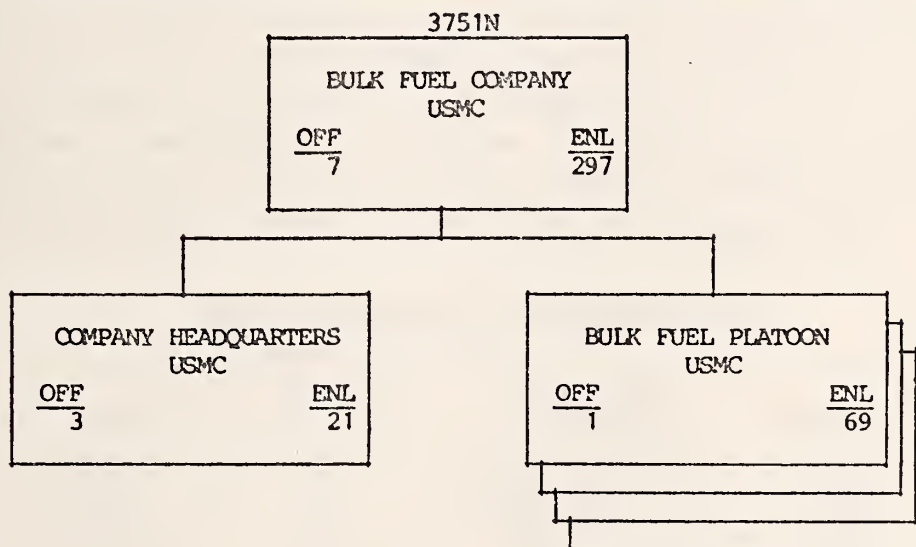 3751N
BULK FUEL COMPANY
USMC
OFF ENL
7 297
COMPANY HEADQUARTERS
USMC
OFF ENL
3 21
BULK FUEL PLATOON
USMC
OFF ENL
1 69